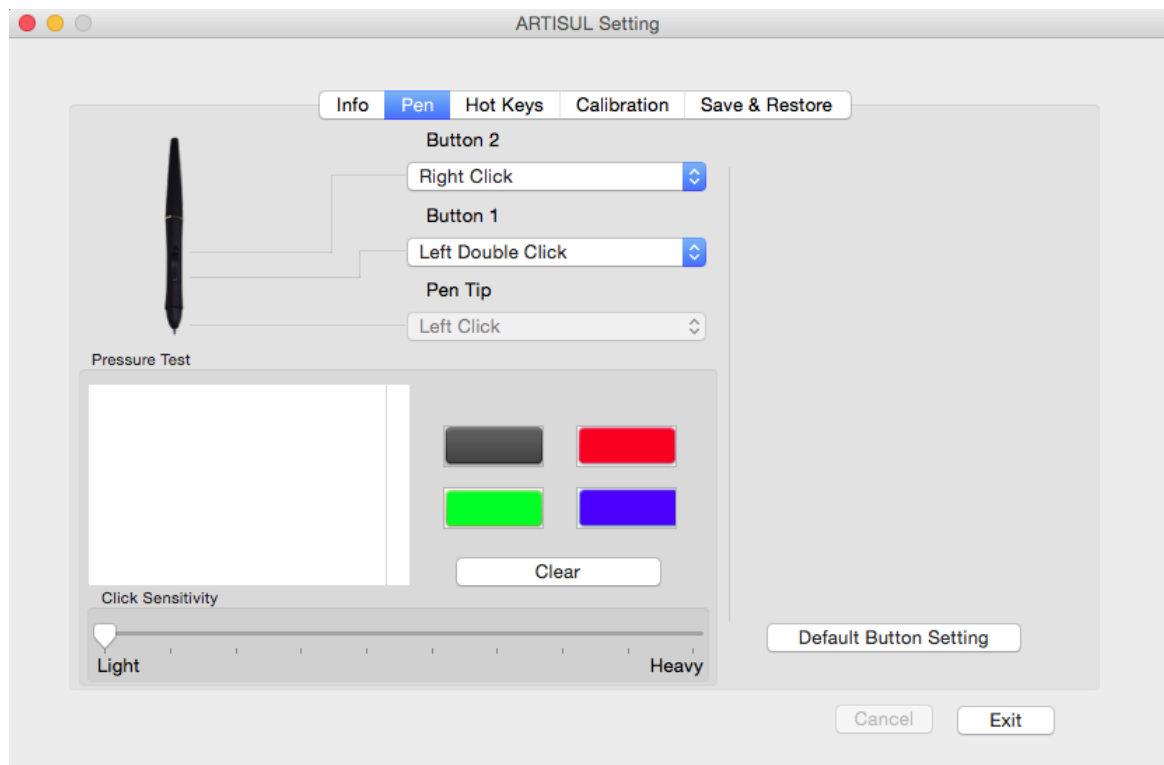 ARTISUL Setting
Info Pen Hot Keys Calibration Save & Restore
Button 2
Right Click
Button 1
Left Double Click
Pen Tip
Left Click
Pressure Test
Clear
Click Sensitivity
Light Heavy
Default Button Setting
Cancel Exit